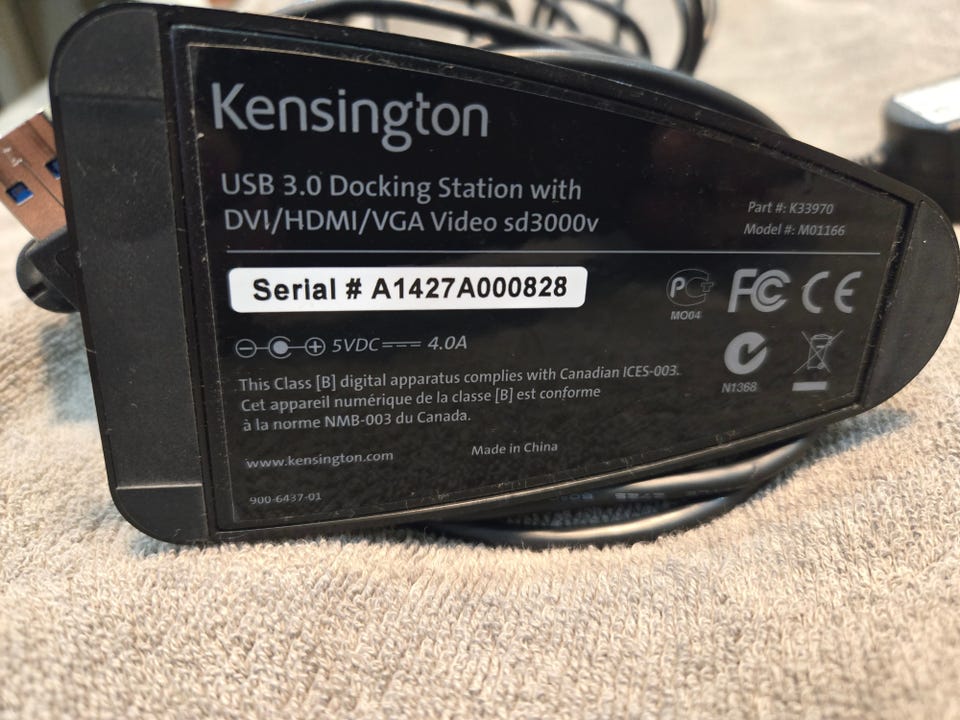 Kensington
USB 3.0 Docking Station with
DVI/HDMI/VGA Video sd3000v
Part #: K33970
Model #: M01166
Serial # A1427A000828
MO04
FC
CE
N1368
5VDC 4.0A
This Class [B] digital apparatus complies with Canadian ICES-003.
Cet appareil numérique de la classe [B] est conforme
à la norme NMB-003 du Canada.
www.kensington.com
Made in China
900-6437-01